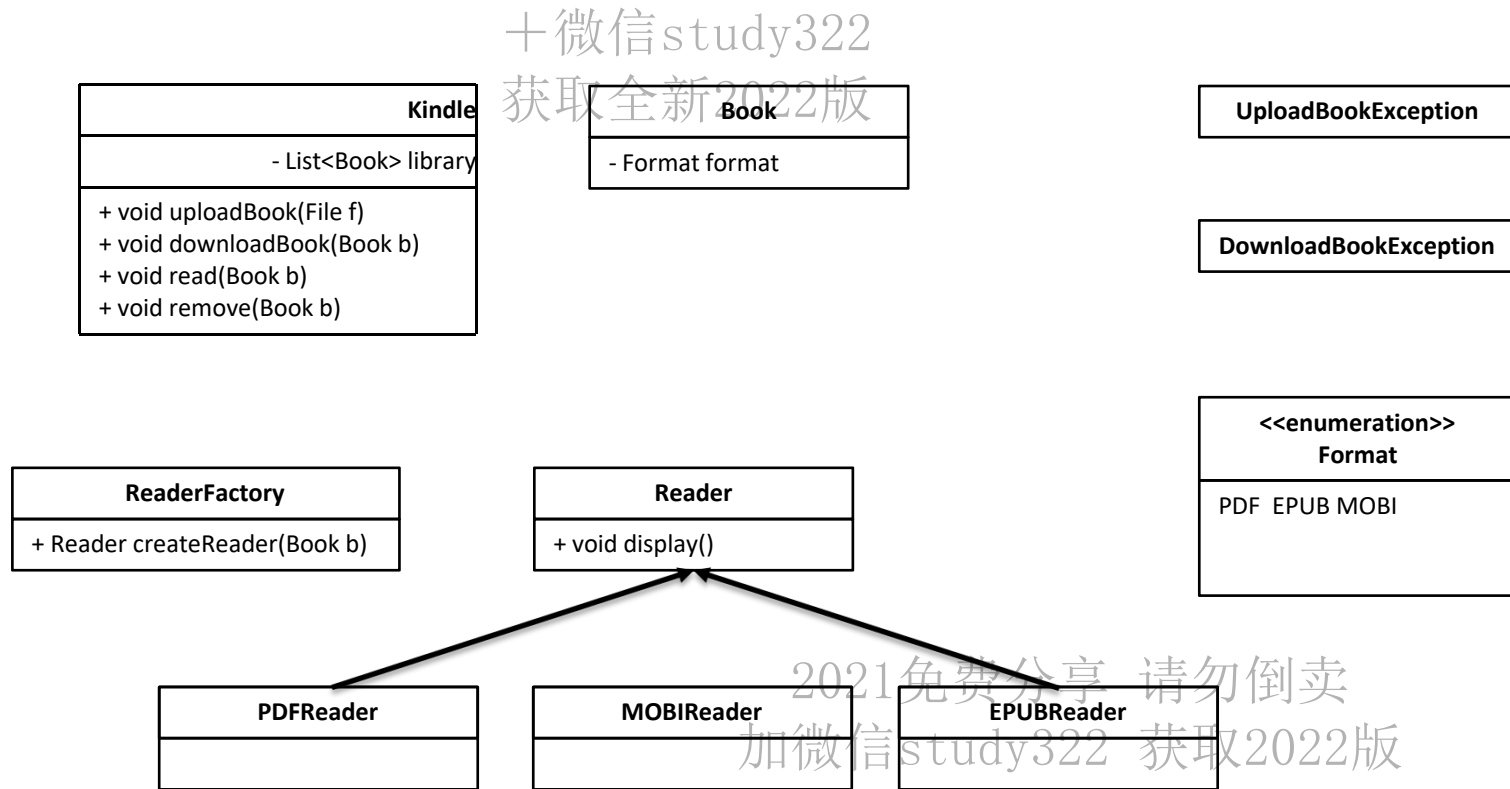 ＋微信study322
获取全新2022版
Kindle
- List<Book> library
+ void uploadBook(File f)
+ void downloadBook(Book b)
+ void read(Book b)
+ void remove(Book b)
Book
- Format format
UploadBookException
DownloadBookException
<<enumeration>>
Format
PDF EPUB MOBI
ReaderFactory
+ Reader createReader(Book b)
Reader
+ void display()
PDFReader
MOBIReader
EPUBReader
2021免费分享 请勿倒卖
加微信study322 获取2022版